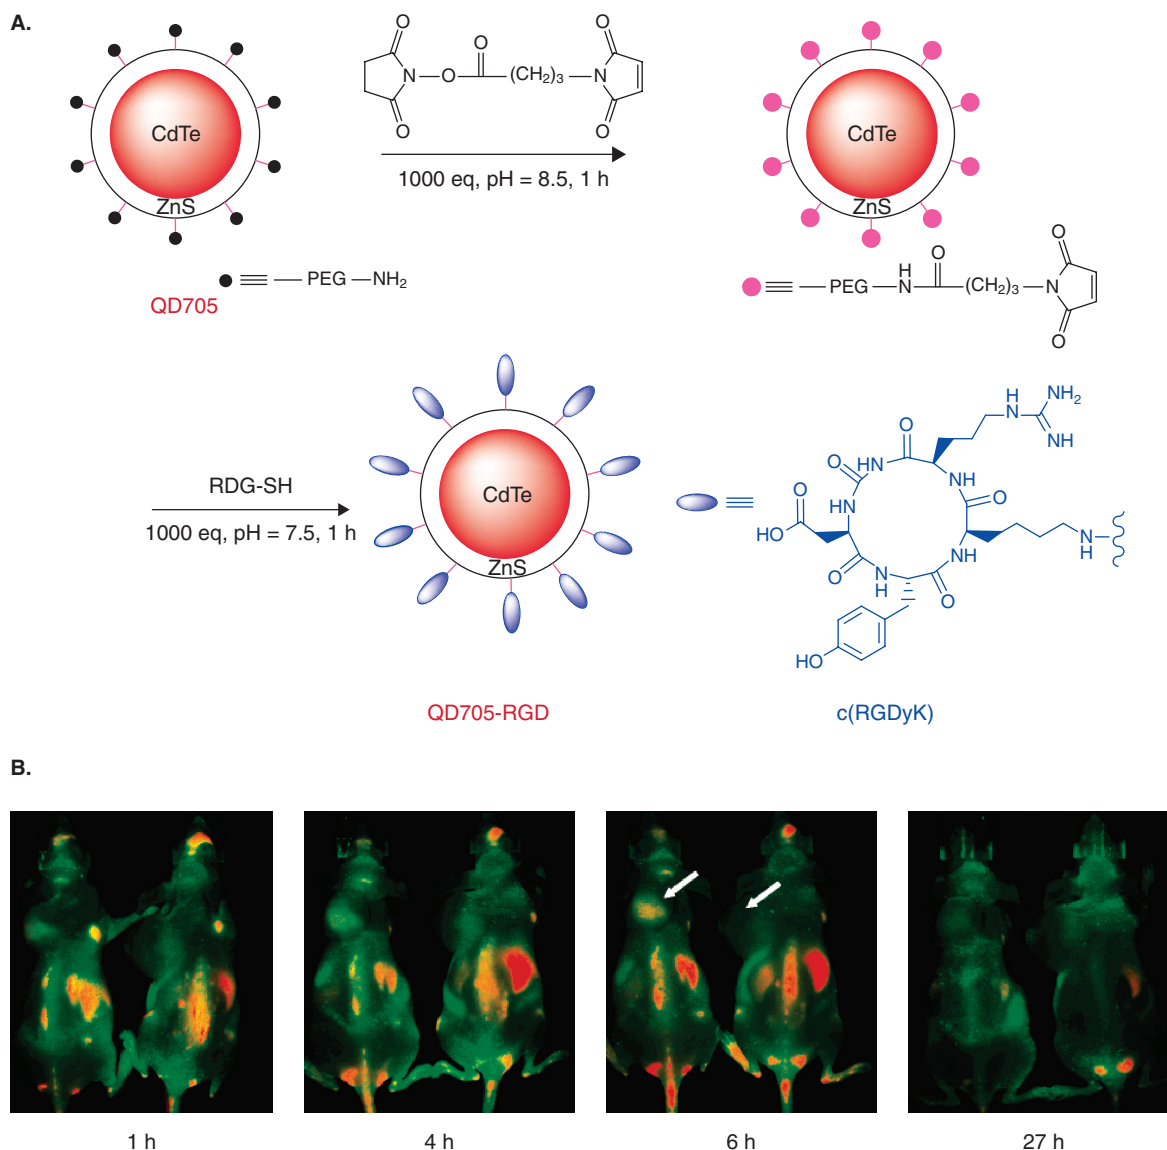 A.
O O O O
N O (CH₂)₃ N
O O
CdTe
ZnS
1000 eq, pH = 8.5, 1 h
CdTe
ZnS
PEG NH₂
QD705
PEG H N O (CH₂)₃ N O O
RDG-SH
1000 eq, pH = 7.5, 1 h
CdTe
ZnS
H N NH₂
NH
O
O HN O NH
O HN O
HO N H
O N H NH
O O
HO
QD705-RGD
c(RGDyK)
B.
1 h
4 h
6 h
27 h